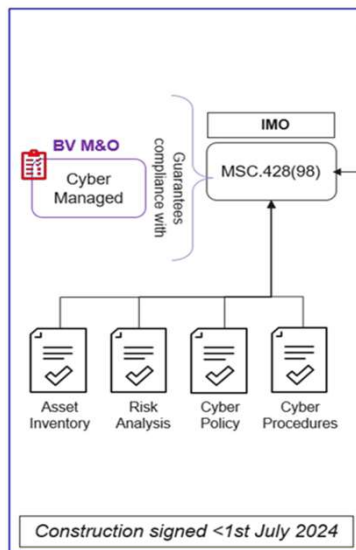 IMO
BV M&O
Cyber
Managed
Guarantees
compliance with
MSC.428(98)
Asset
Inventory
Risk
Analysis
Cyber
Policy
Cyber
Procedures
Construction signed <1st July 2024